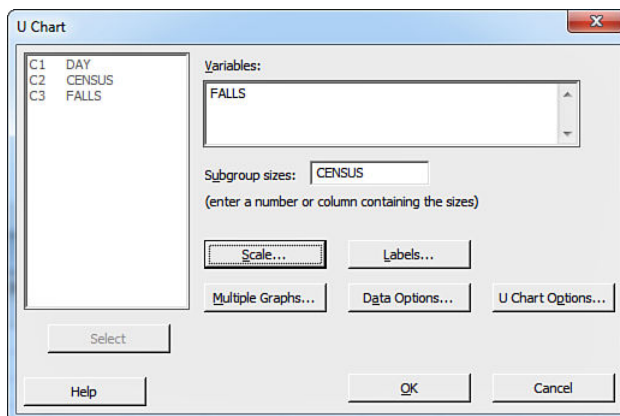 U Chart
C1 DAY
C2 CENSUS
C3 FALLS
Variables:
FALLS
Subgroup sizes: CENSUS
(enter a number or column containing the sizes)
Scale... Labels...
Multiple Graphs... Data Options... U Chart Options...
Select
Help OK Cancel